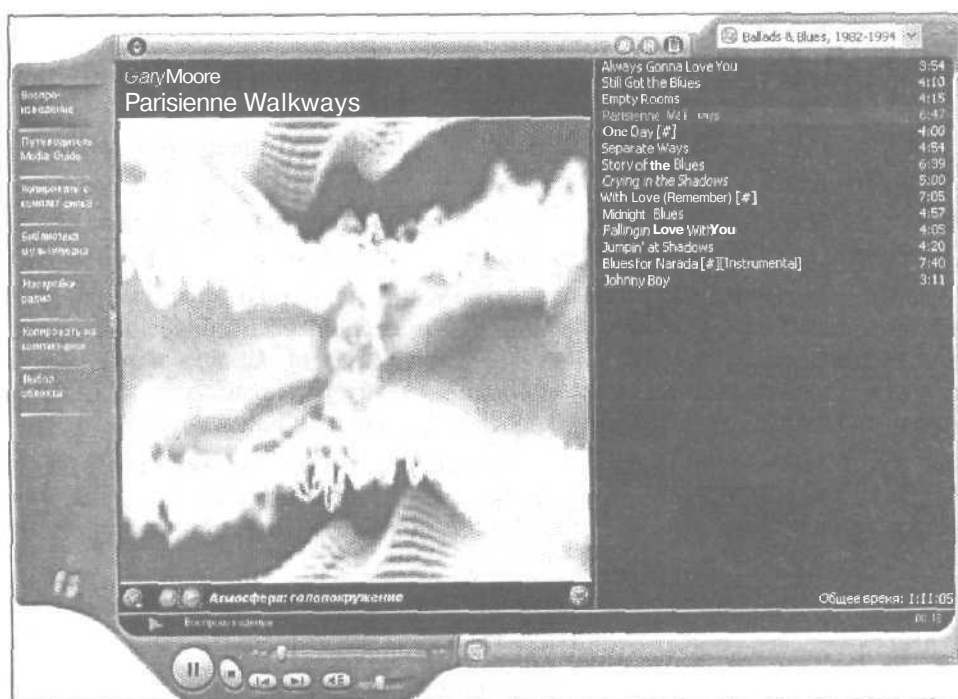 Ballads & Blues, 1982-1994
Gary Moore
Parisienne Walkways
Воспро-
изведение
Путеводитель
Media Guide
Копировать с
компакт-диска
Библиотека
мультимедиа
Настройка
радио
Копировать на
компакт-диск
Выбор
обложки
Always Gonna Love You 3:54
Still Got the Blues 4:10
Empty Rooms 4:15
Parisienne Walkways 6:47
One Day [#] 4:00
Separate Ways 4:54
Story of the Blues 6:39
Crying in the Shadows 5:00
With Love (Remember) [#] 7:05
Midnight Blues 4:57
Falling in Love With You 4:05
Jumpin' at Shadows 4:20
Blues for Narada [#][Instrumental] 7:40
Johnny Boy 3:11
Атмосфера: галопокружение
Общее время: 1:11:05
Воспроизведение